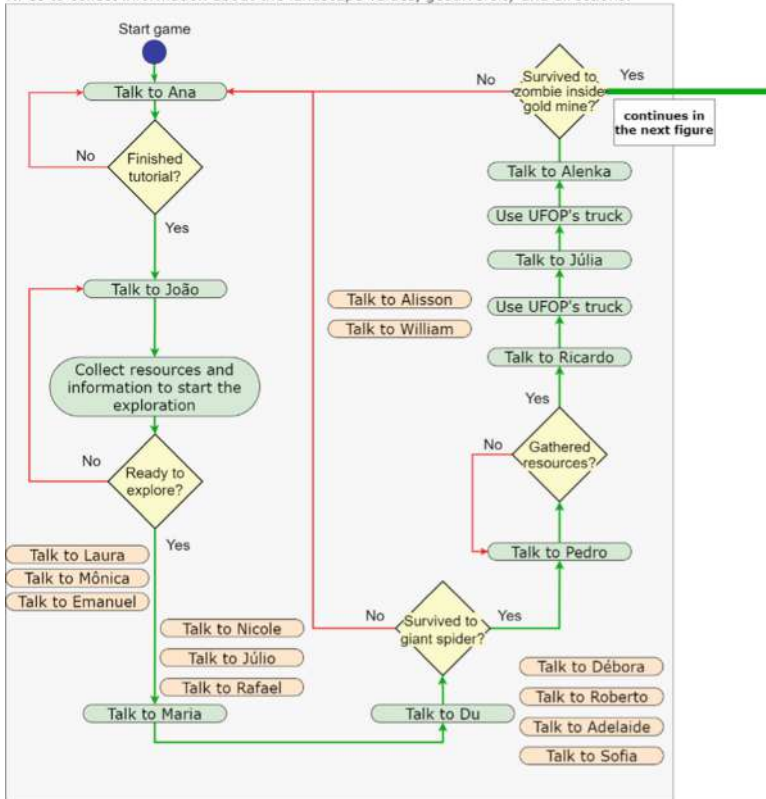 Start game
Talk to Ana
No
Finished
tutorial?
Yes
Talk to João
Collect resources and
information to start the
exploration
No
Ready to
explore?
Yes
Talk to Laura
Talk to Mônica
Talk to Emanuel
Talk to Nicole
Talk to Júlio
Talk to Rafael
Talk to Maria
Talk to Du
No
Survived to
giant spider?
Yes
Talk to Débora
Talk to Roberto
Talk to Adelaide
Talk to Sofia
Talk to Pedro
No
Gathered
resources?
Yes
Talk to Ricardo
Talk to Alisson
Talk to William
Use UFOP's truck
Talk to Júlia
Use UFOP's truck
Talk to Alenka
No
Survived to
zombie inside
gold mine?
Yes
continues in
the next figure